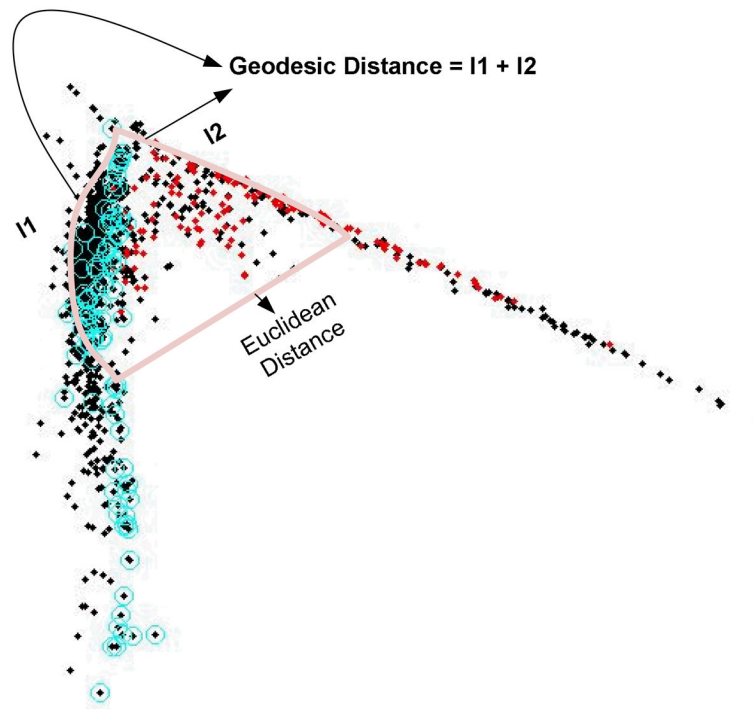 Geodesic Distance = l1 + l2
l2
l1
Euclidean
Distance